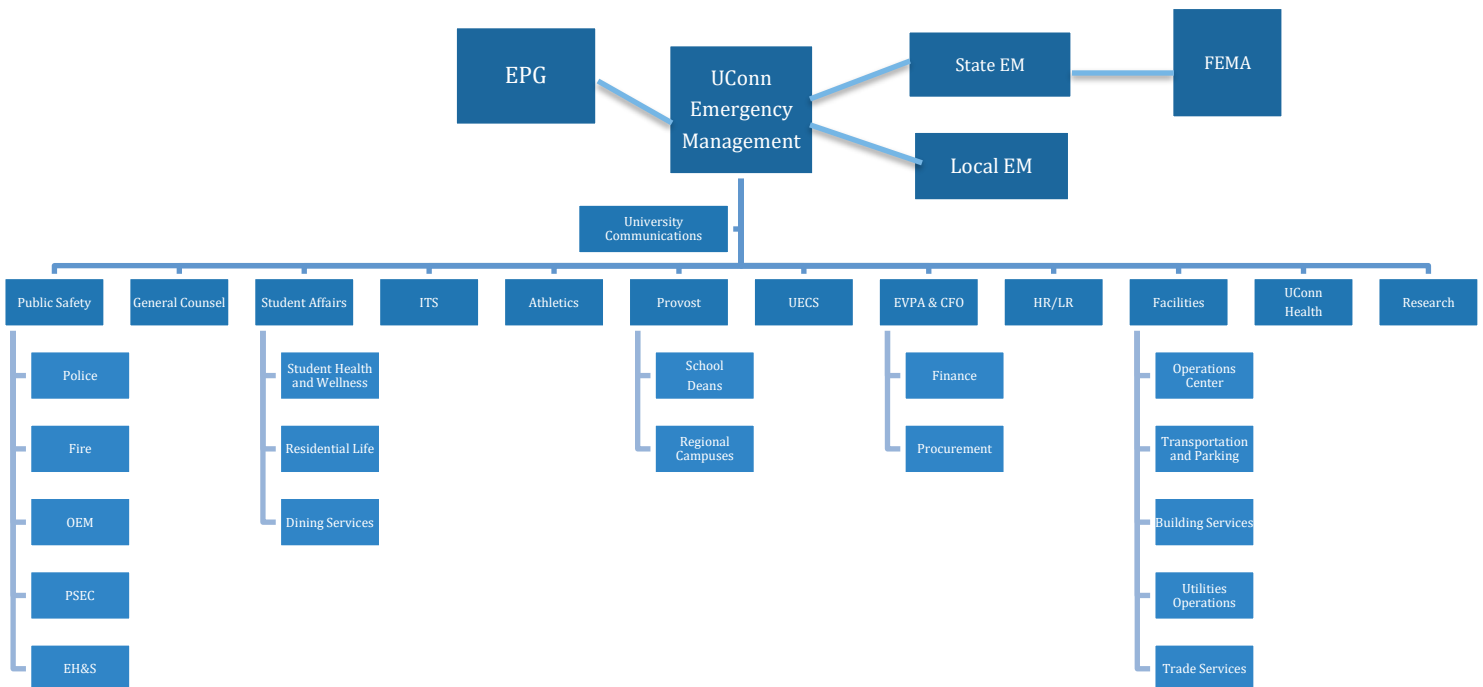 EPG
UConn
Emergency
Management
State EM
FEMA
Local EM
University
Communications
Public Safety
General Counsel
Student Affairs
ITS
Athletics
Provost
UECS
EVPA & CFO
HR/LR
Facilities
UConn
Health
Research
Police
Fire
OEM
PSEC
EH&S
Student Health
and Wellness
Residential Life
Dining Services
School
Deans
Regional
Campuses
Finance
Procurement
Operations
Center
Transportation
and Parking
Building Services
Utilities
Operations
Trade Services